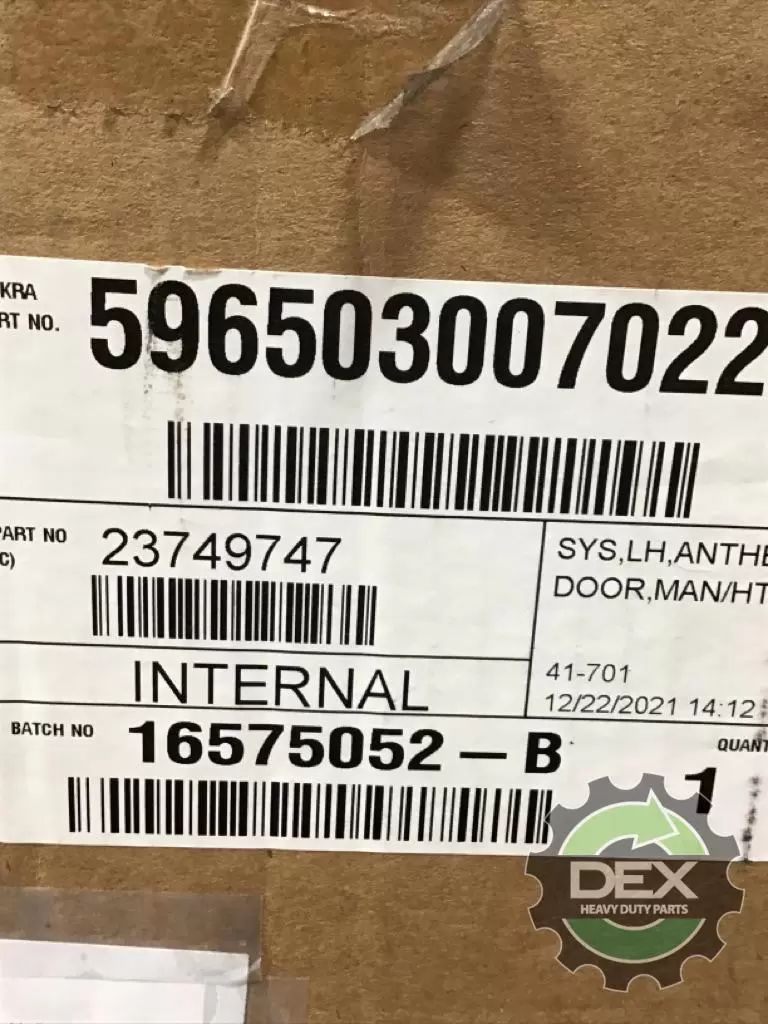 KRA
RT NO.
596503007022
PART NO
C)
23749747
SYS,LH,ANTHE
DOOR,MAN/HT
INTERNAL
41-701
12/22/2021 14:12
BATCH NO
16575052 – B
QUANT
1
DEX
HEAVY DUTY PARTS